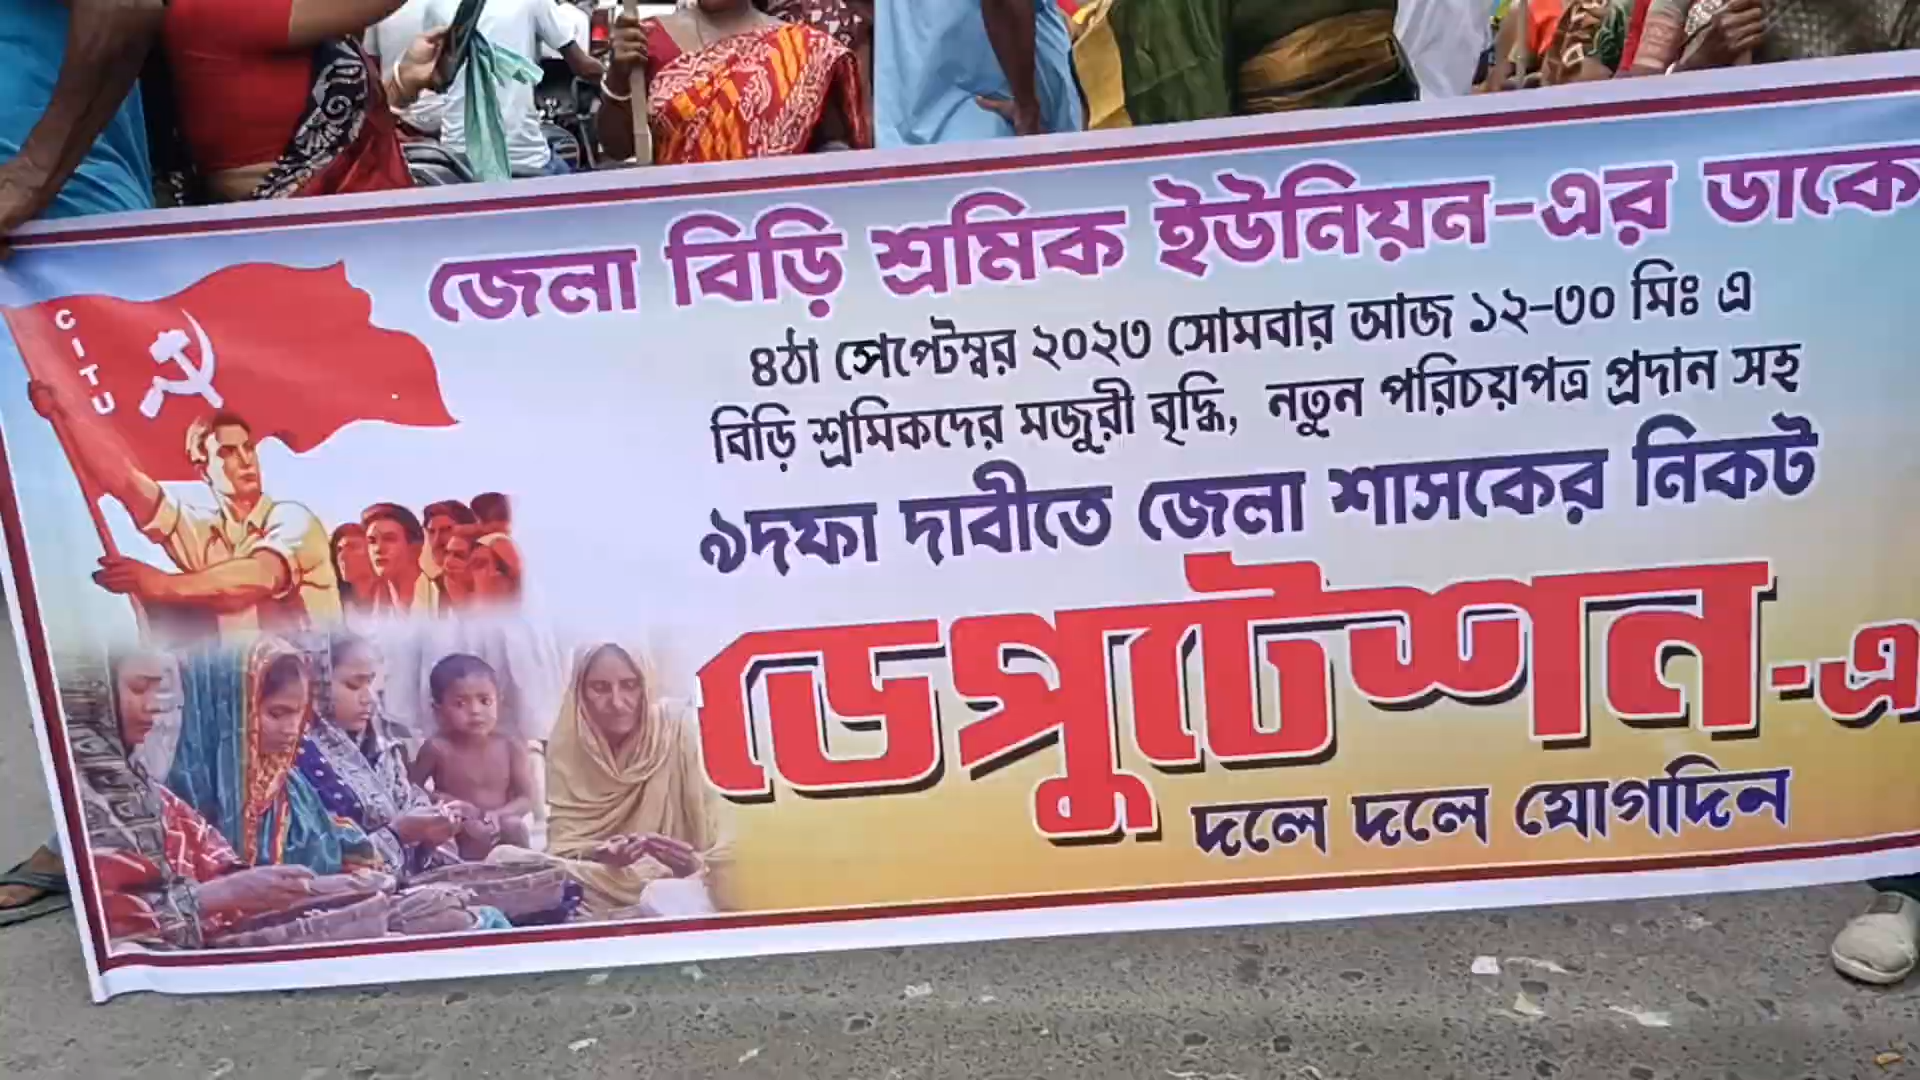 জেলা বিড়ি শ্রমিক ইউনিয়ন-এর ডাকে
৪ঠা সেপ্টেম্বর ২০২৩ সোমবার আজ ১২-৩০ মিঃ এ
বিড়ি শ্রমিকদের মজুরী বৃদ্ধি, নতুন পরিচয়পত্র প্রদান সহ
৯দফা দাবীতে জেলা শাসকের নিকট
ডেপুটেশন-এ
দলে দলে যোগদিন
CITU